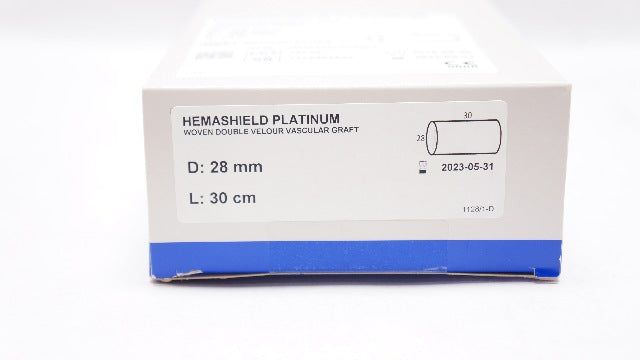 HEMASHIELD PLATINUM
WOVEN DOUBLE VELOUR VASCULAR GRAFT
D: 28 mm
L: 30 cm
30
28
2023-05-31